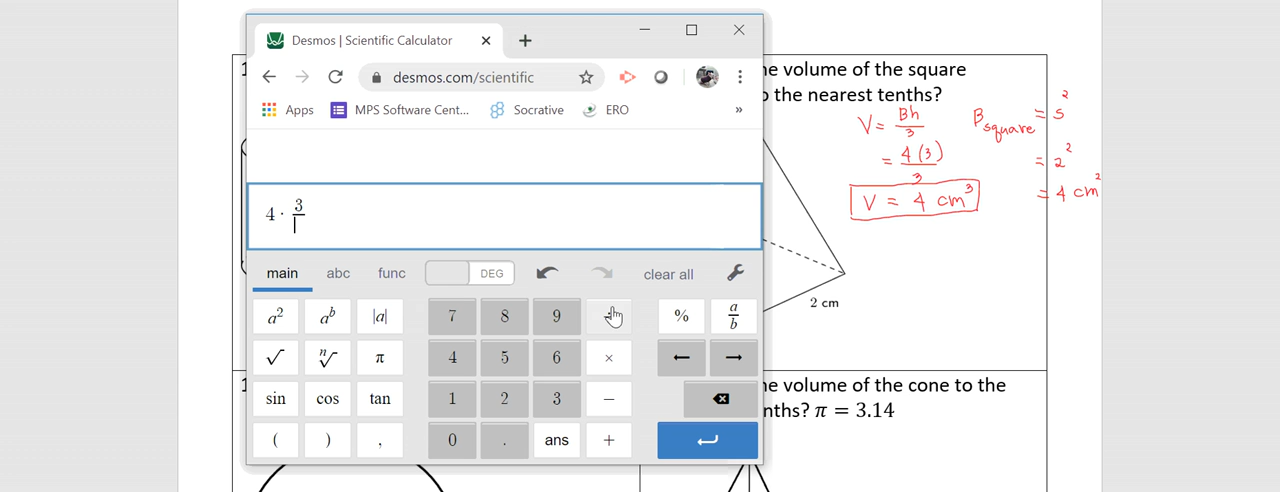 Desmos | Scientific Calculator
desmos.com/scientific
Apps MPS Software Cent... Socrative ERO »
4 · 3
main abc func DEG clear all
a² aᵇ |a| 7 8 9 ÷ % a/b
√ ⁿ√ π 4 5 6 × ← →
sin cos tan 1 2 3 −
( ) , 0 . ans +
volume of the square
the nearest tenths?
V = Bh/3
= 4(3)/3
V = 4 cm³
B square = s²
= 2²
= 4 cm²
2 cm
volume of the cone to the
π = 3.14